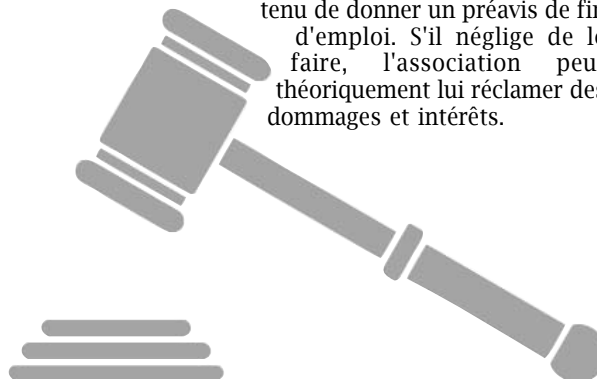 tenu de donner un préavis de fin
d'emploi. S'il néglige de le
faire, l'association peu
théoriquement lui réclamer des
dommages et intérêts.